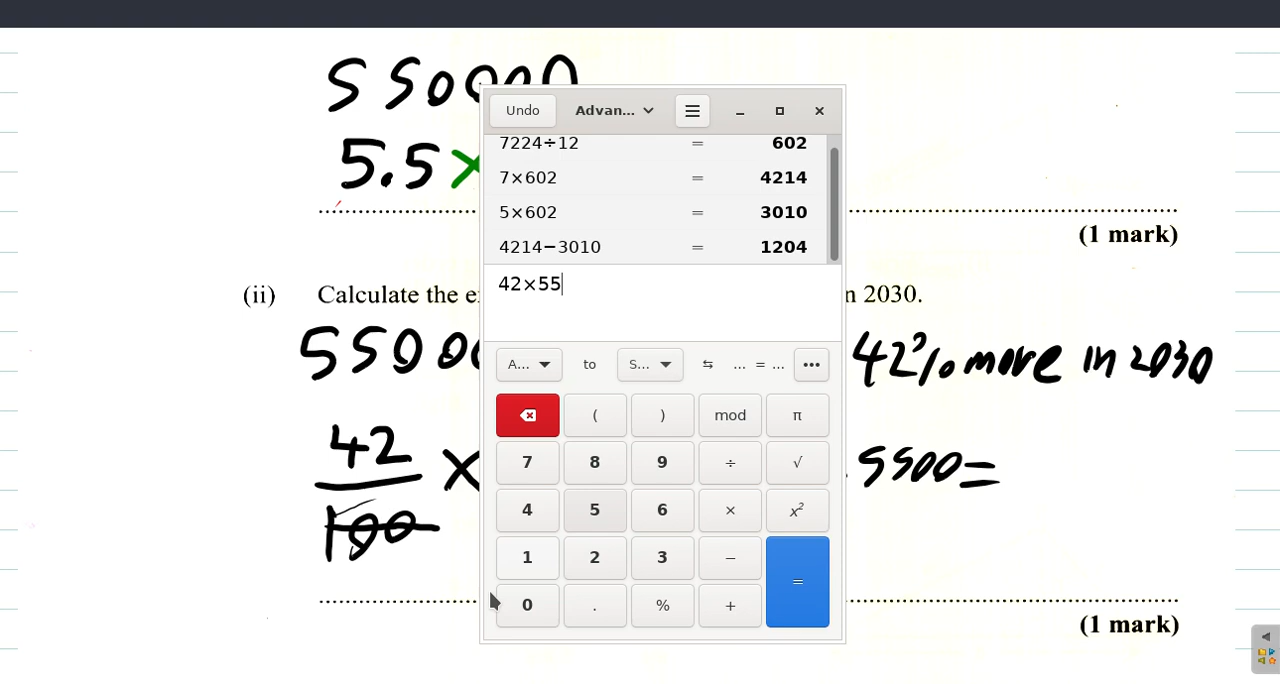 550000
5.5×
(1 mark)
(ii) Calculate the e n 2030.
55000 42% more in 2030
42 × 5500=
100
(1 mark)
Undo Advan...
7224÷12 = 602
7×602 = 4214
5×602 = 3010
4214−3010 = 1204
42×55
A... to S... ⇆ ... = ... •••
( ) mod π
7 8 9 ÷ √
4 5 6 × x²
1 2 3 − =
0 . % +